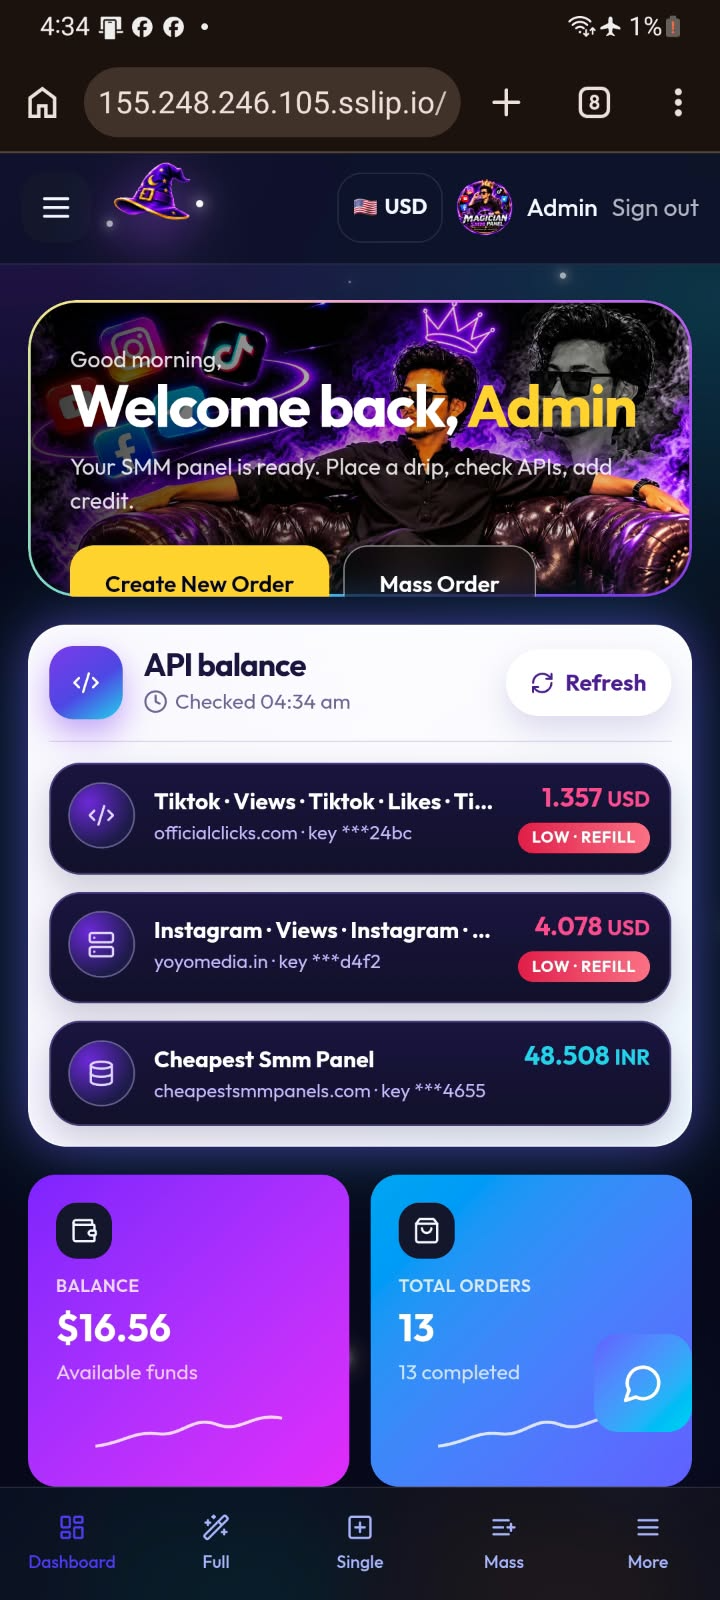 4:34
1%
155.248.246.105.sslip.io/
8
USD
MAGICIAN
PANEL
Admin
Sign out
Good morning,
Welcome back, Admin
Your SMM panel is ready. Place a drip, check APIs, add
credit.
Create New Order
Mass Order
API balance
Checked 04:34 am
Refresh
Tiktok · Views · Tiktok · Likes · Ti...
1.357 USD
officialclicks.com · key ***24bc
LOW · REFILL
Instagram · Views · Instagram · ...
4.078 USD
yoyomedia.in · key ***d4f2
LOW · REFILL
Cheapest Smm Panel
48.508 INR
cheapestsmmpanels.com · key ***4655
BALANCE
$16.56
Available funds
TOTAL ORDERS
13
13 completed
Dashboard
Full
Single
Mass
More